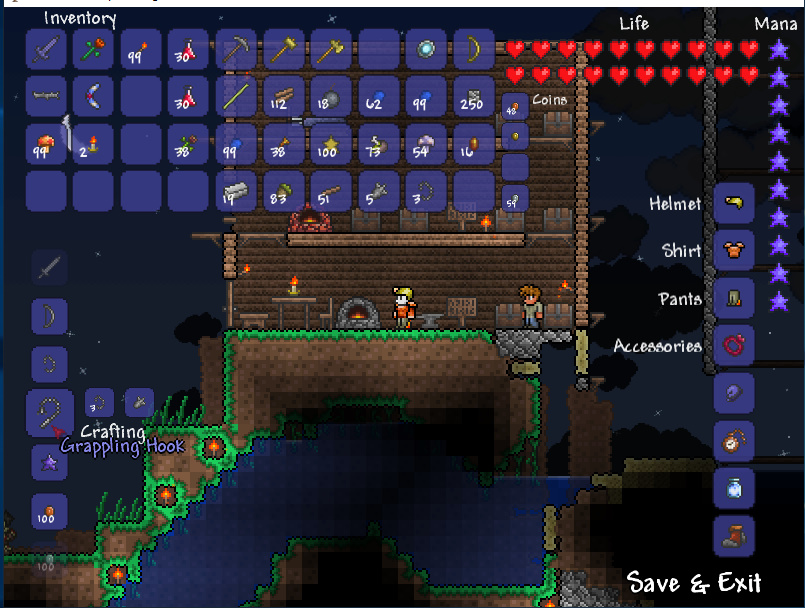 Inventory
Life
Mana
99
30
30
112
18
62
99
250
Coins
48
99
2
38
99
38
100
73
54
16
19
83
51
5
3
59
Helmet
Shirt
Pants
Accessories
3
Crafting
Grappling Hook
100
100
Save & Exit